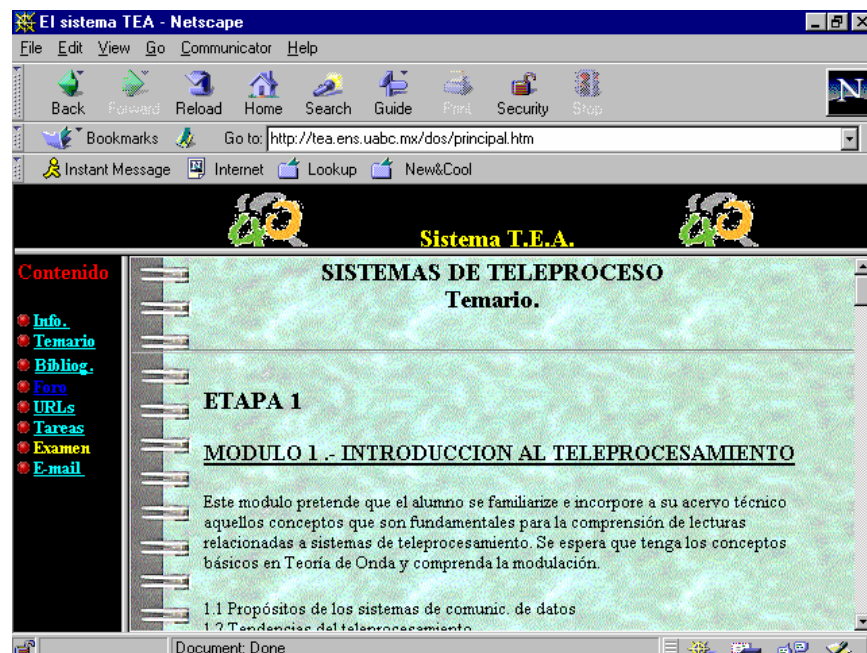 El sistema TEA - Netscape
File Edit View Go Communicator Help
Back Forward Reload Home Search Guide Print Security Stop
Bookmarks Go to: http://tea.ens.uabc.mx/dos/principal.htm
Instant Message Internet Lookup New&Cool
Sistema T.E.A.
Contenido
Info.
Temario
Bibliog.
Foro
URLs
Tareas
Examen
E-mail
SISTEMAS DE TELEPROCESO
Temario.
ETAPA 1
MODULO 1 .- INTRODUCCION AL TELEPROCESAMIENTO
Este modulo pretende que el alumno se familiarize e incorpore a su acervo técnico
aquellos conceptos que son fundamentales para la comprensión de lecturas
relacionadas a sistemas de teleprocesamiento. Se espera que tenga los conceptos
básicos en Teoría de Onda y comprenda la modulación.
1.1 Propósitos de los sistemas de comunic. de datos
1.2 Tendencias del teleprocesamiento
Document: Done